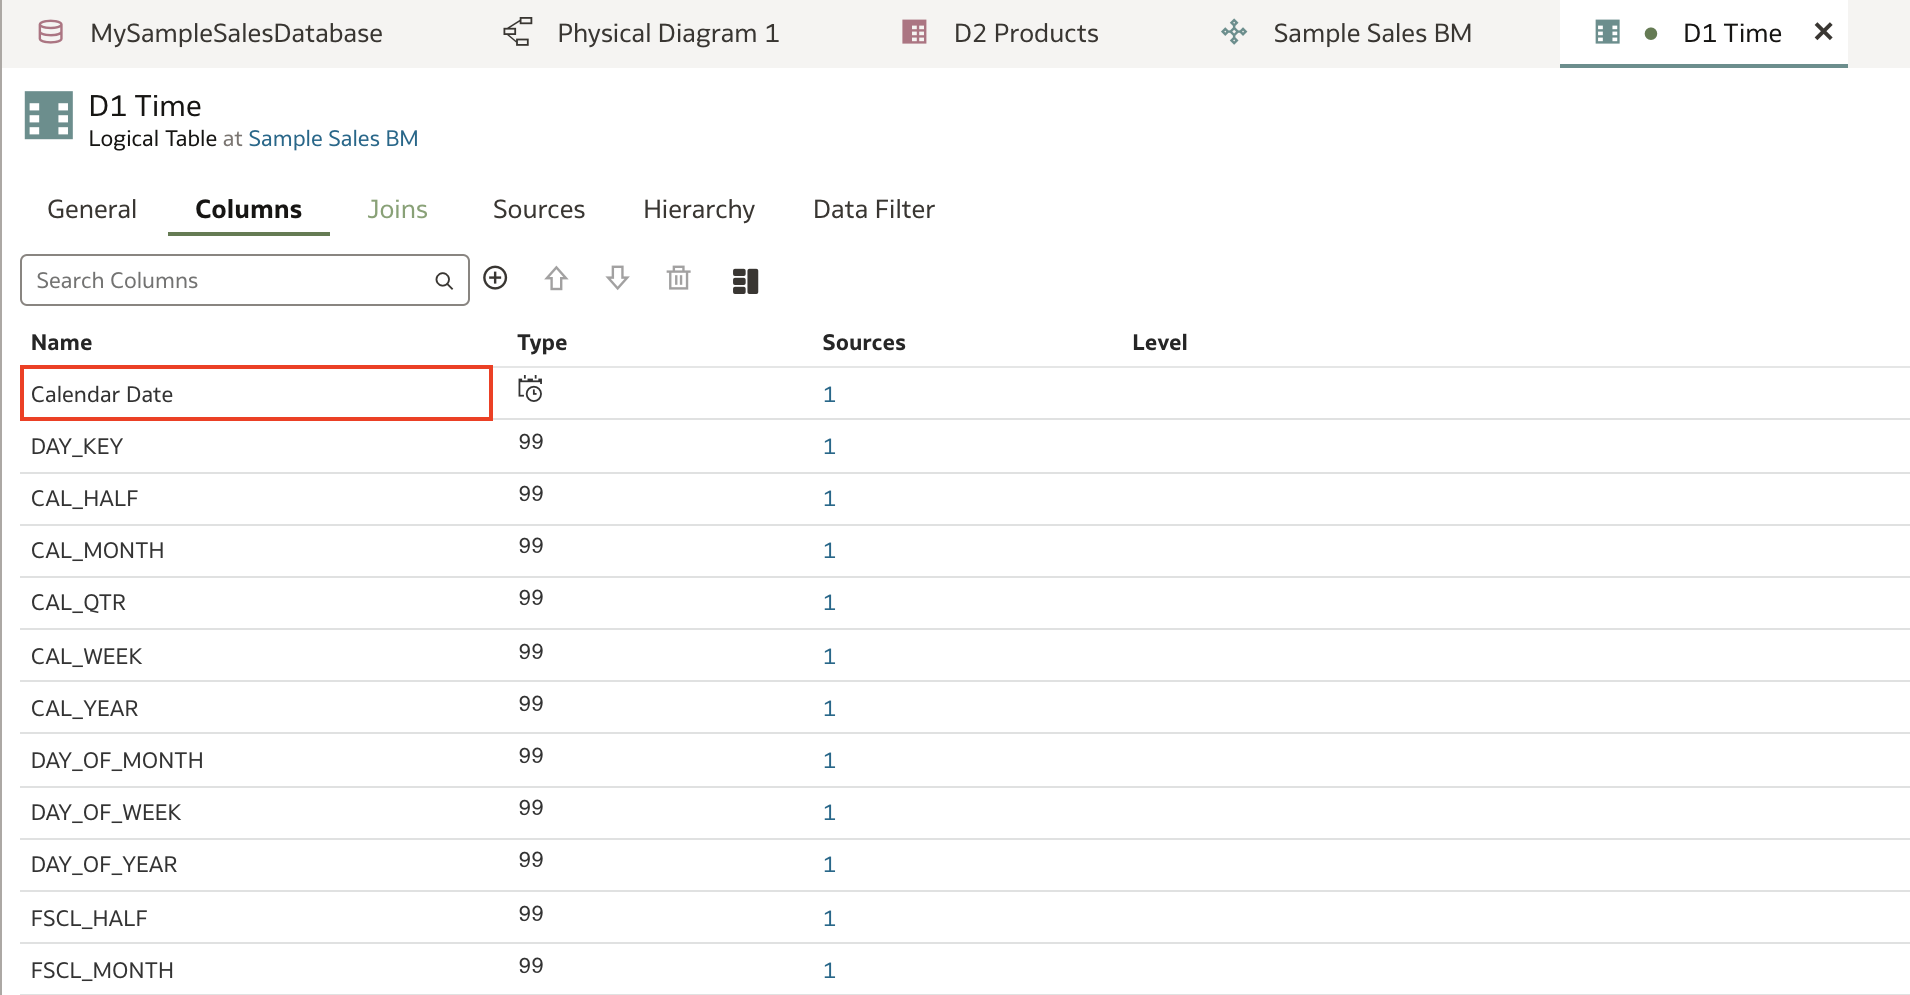 MySampleSalesDatabase Physical Diagram 1 D2 Products Sample Sales BM D1 Time
D1 Time
Logical Table at Sample Sales BM
General Columns Joins Sources Hierarchy Data Filter
Search Columns
Name Type Sources Level
Calendar Date 1
DAY_KEY 99 1
CAL_HALF 99 1
CAL_MONTH 99 1
CAL_QTR 99 1
CAL_WEEK 99 1
CAL_YEAR 99 1
DAY_OF_MONTH 99 1
DAY_OF_WEEK 99 1
DAY_OF_YEAR 99 1
FSCL_HALF 99 1
FSCL_MONTH 99 1